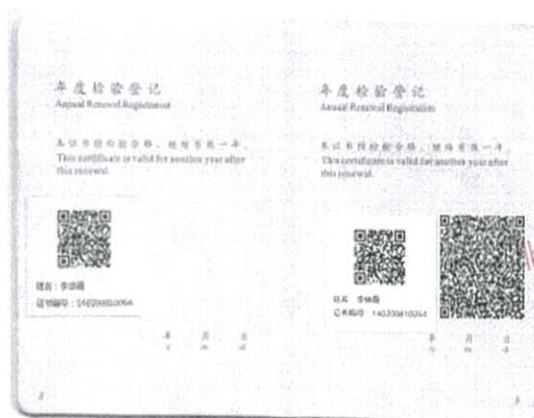 年度检验登记
Annual Renewal Registration
本证书经检验合格，继续有效一年。
This certificate is valid for another year after
this renewal.
姓名：李
证书编号：
年 月 日
y m d
年度检验登记
Annual Renewal Registration
本证书经检验合格，继续有效一年。
This certificate is valid for another year after
this renewal.
姓名：李
证书编号：
年 月 日
y m d